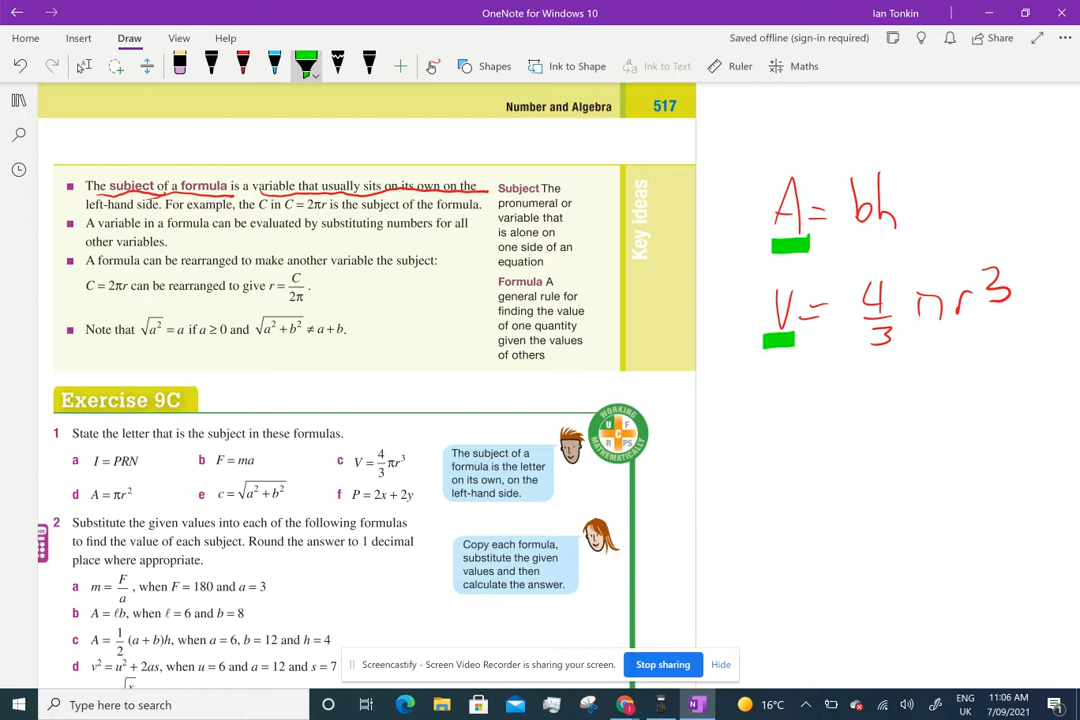 OneNote for Windows 10
Ian Tonkin
Home Insert Draw View Help
Saved offline (sign-in required)
Share
Shapes
Ink to Shape
Ink to Text
Ruler
Maths
Number and Algebra 517
The subject of a formula is a variable that usually sits on its own on the
left-hand side. For example, the C in C = 2πr is the subject of the formula.
A variable in a formula can be evaluated by substituting numbers for all
other variables.
A formula can be rearranged to make another variable the subject:
C = 2πr can be rearranged to give r = C/2π.
Note that √a² = a if a ≥ 0 and √a² + b² ≠ a + b.
Subject The
pronumeral or
variable that
is alone on
one side of an
equation
Formula A
general rule for
finding the value
of one quantity
given the values
of others
Key ideas
A = bh
V = 4/3 πr³
Exercise 9C
WORKING
U F
C
R PS
MATHEMATICALLY
1 State the letter that is the subject in these formulas.
a I = PRN b F = ma c V = 4/3 πr³
d A = πr² e c = √a² + b² f P = 2x + 2y
The subject of a
formula is the letter
on its own, on the
left-hand side.
2 Substitute the given values into each of the following formulas
to find the value of each subject. Round the answer to 1 decimal
place where appropriate.
a m = F/a, when F = 180 and a = 3
b A = ℓb, when ℓ = 6 and b = 8
c A = 1/2 (a + b)h, when a = 6, b = 12 and h = 4
d v² = u² + 2as, when u = 6 and a = 12 and s = 7
Copy each formula,
substitute the given
values and then
calculate the answer.
Screencastify - Screen Video Recorder is sharing your screen.
Stop sharing
Hide
Type here to search
16°C
ENG
UK
11:06 AM
7/09/2021
1